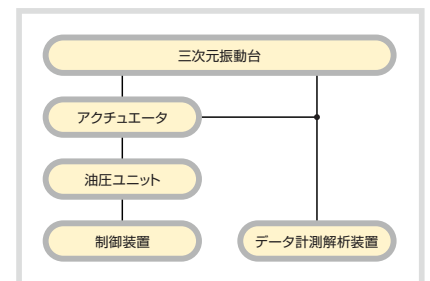 三次元振動台
アクチュエータ
油圧ユニット
制御装置
データ計測解析装置